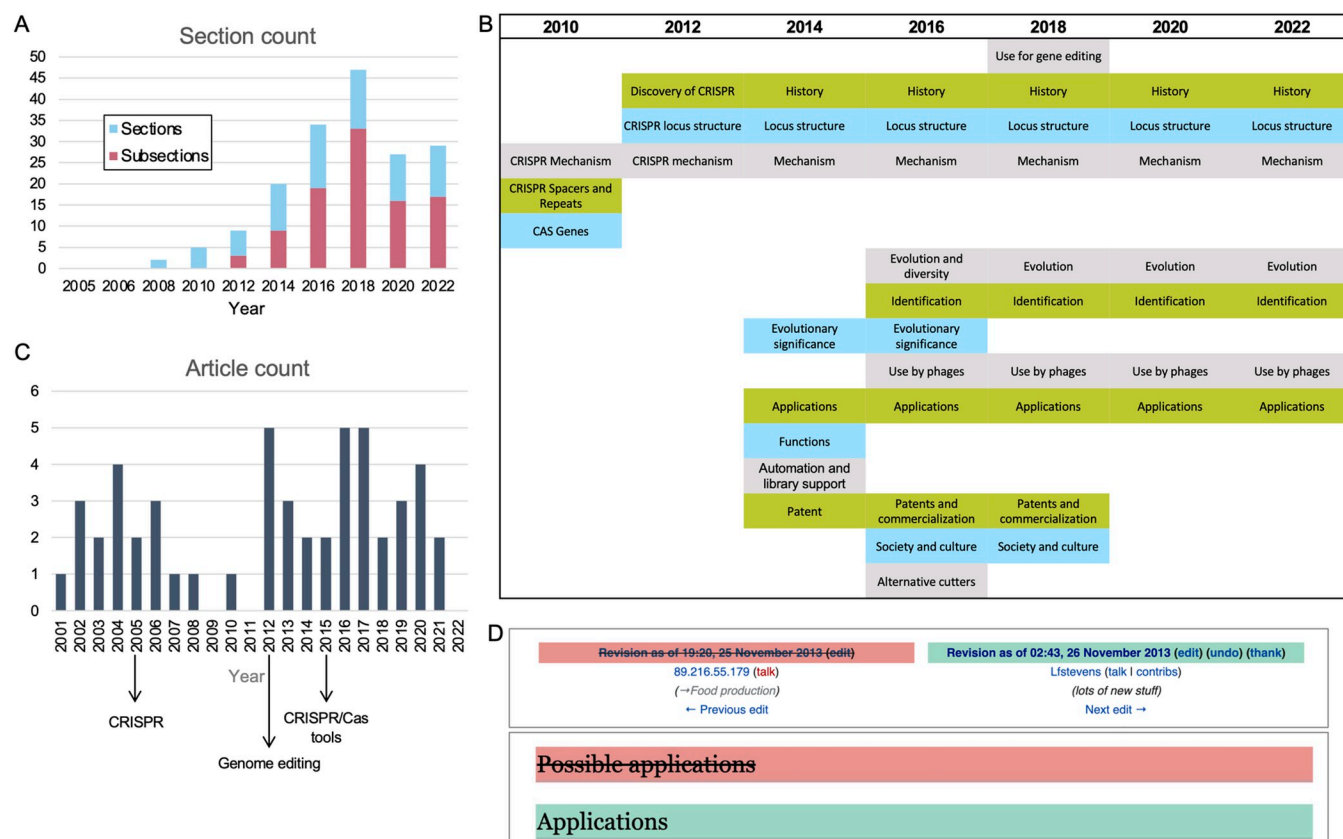 A
Section count
50
45
40
35
30
25
20
15
10
5
0
Sections
Subsections
2005 2006 2008 2010 2012 2014 2016 2018 2020 2022
Year
B
2010 2012 2014 2016 2018 2020 2022
Use for gene editing
Discovery of CRISPR History History History History History
CRISPR locus structure Locus structure Locus structure Locus structure Locus structure Locus structure
CRISPR Mechanism CRISPR mechanism Mechanism Mechanism Mechanism Mechanism Mechanism
CRISPR Spacers and
Repeats
CAS Genes
Evolution and
diversity
Evolution Evolution Evolution
Identification Identification Identification Identification
Evolutionary
significance
Evolutionary
significance
Use by phages Use by phages Use by phages Use by phages
Applications Applications Applications Applications Applications
Functions
Automation and
library support
Patent
Patents and
commercialization
Patents and
commercialization
Society and culture Society and culture
Alternative cutters
C
Article count
6
5
4
3
2
1
0
2001 2002 2003 2004 2005 2006 2007 2008 2009 2010 2011 2012 2013 2014 2015 2016 2017 2018 2019 2020 2021 2022
Year
CRISPR
Genome editing
CRISPR/Cas
tools
D
Revision as of 19:20, 25 November 2013 (edit)
89.216.55.179 (talk)
(→Food production)
← Previous edit
Revision as of 02:43, 26 November 2013 (edit) (undo) (thank)
Lfstevens (talk | contribs)
(lots of new stuff)
Next edit →
Possible applications
Applications